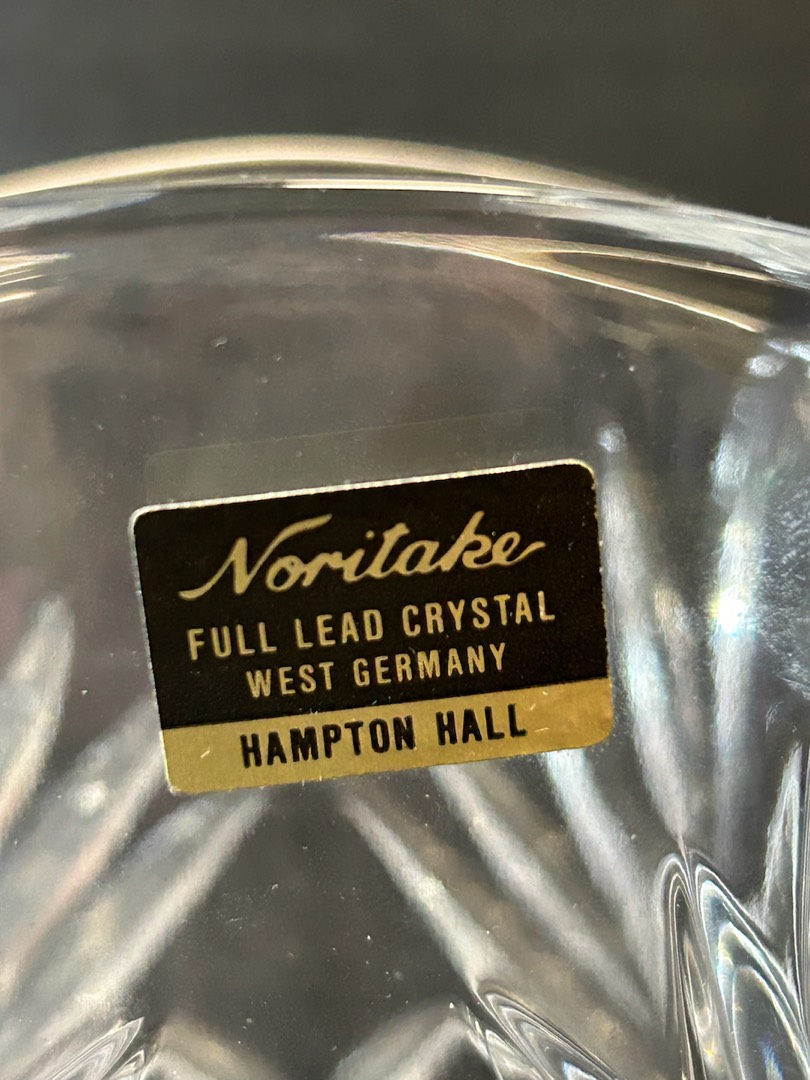 Noritake
FULL LEAD CRYSTAL
WEST GERMANY
HAMPTON HALL